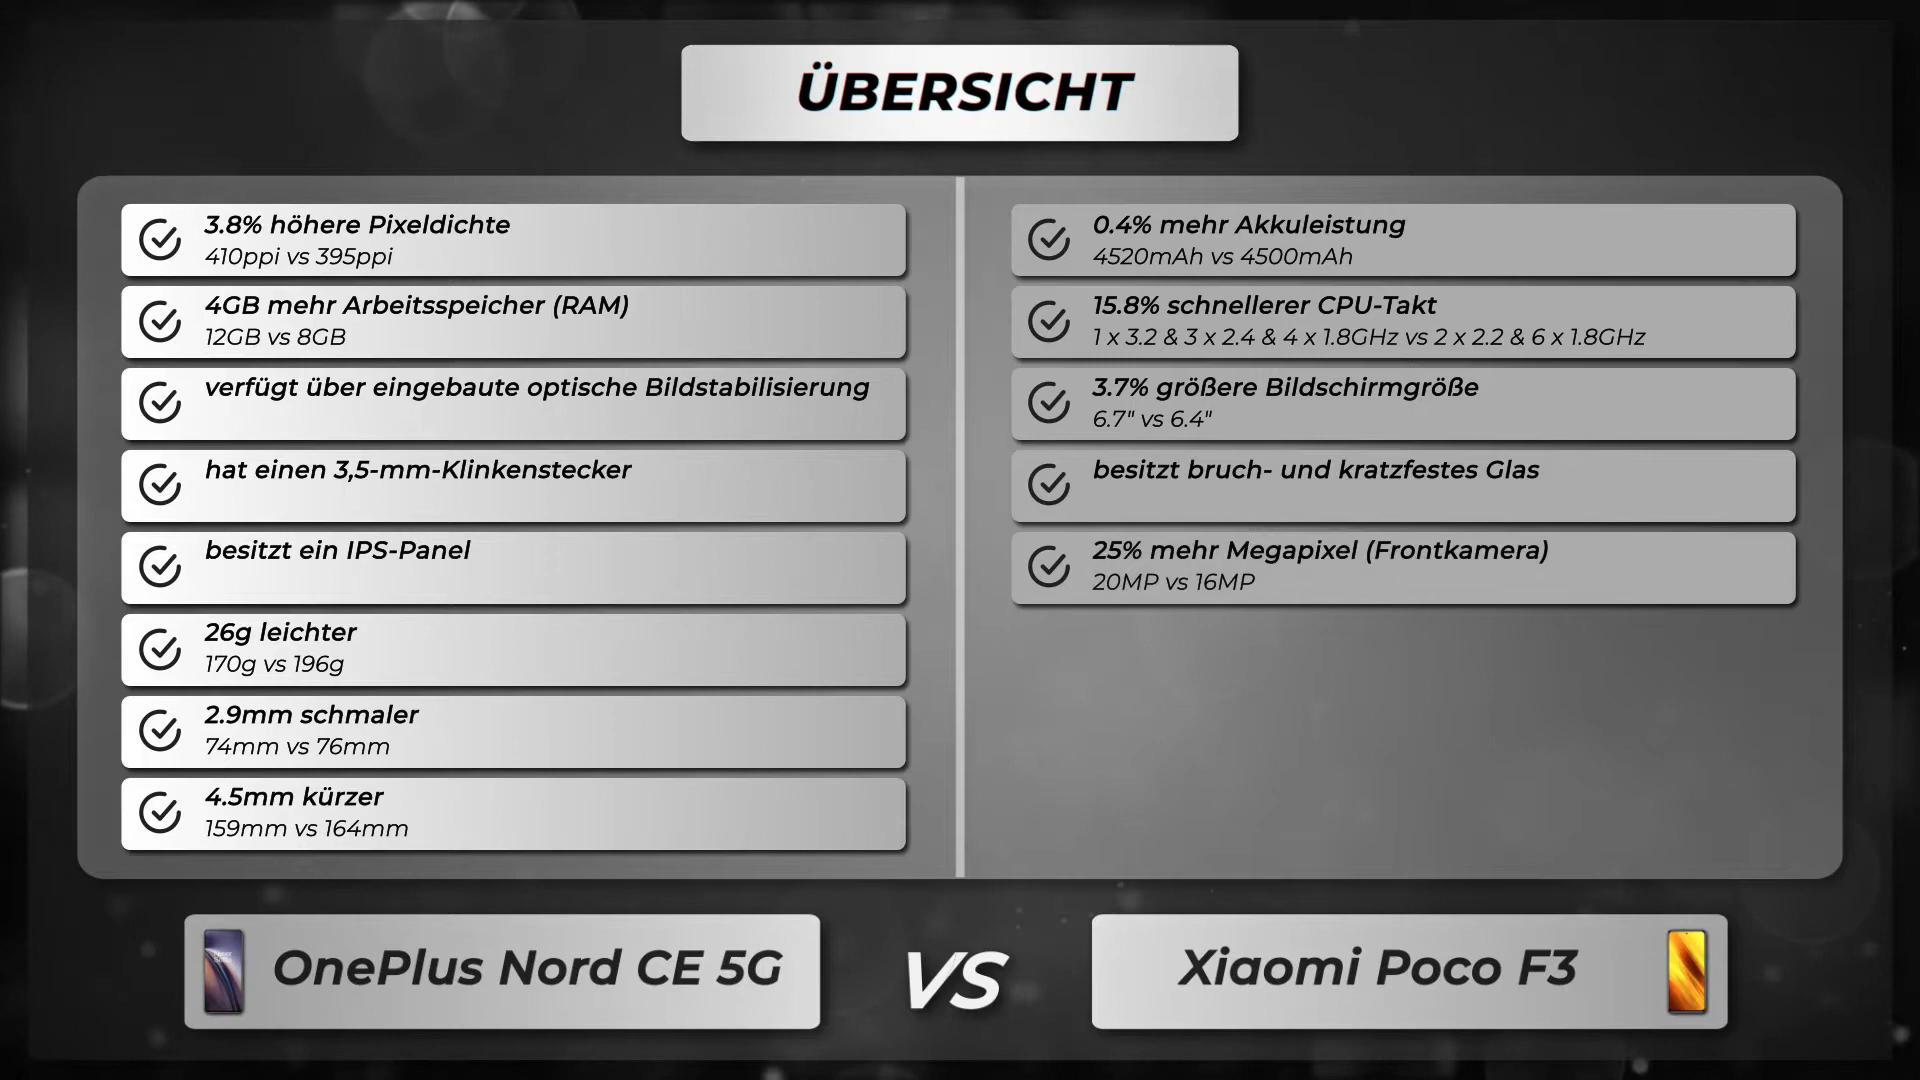 ÜBERSICHT
3.8% höhere Pixeldichte
410ppi vs 395ppi
4GB mehr Arbeitsspeicher (RAM)
12GB vs 8GB
verfügt über eingebaute optische Bildstabilisierung
hat einen 3,5-mm-Klinkenstecker
besitzt ein IPS-Panel
26g leichter
170g vs 196g
2.9mm schmaler
74mm vs 76mm
4.5mm kürzer
159mm vs 164mm
0.4% mehr Akkuleistung
4520mAh vs 4500mAh
15.8% schnellerer CPU-Takt
1 x 3.2 & 3 x 2.4 & 4 x 1.8GHz vs 2 x 2.2 & 6 x 1.8GHz
3.7% größere Bildschirmgröße
6.7" vs 6.4"
besitzt bruch- und kratzfestes Glas
25% mehr Megapixel (Frontkamera)
20MP vs 16MP
OnePlus Nord CE 5G
VS
Xiaomi Poco F3